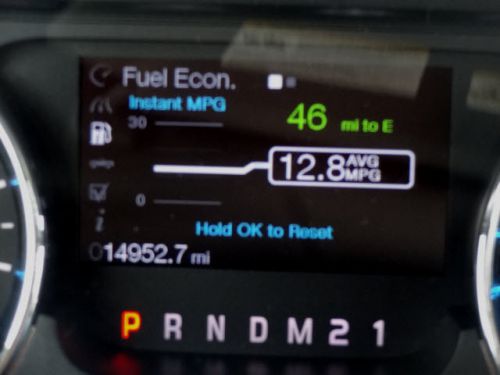 Fuel Econ.
Instant MPG
30
46 mi to E
12.8 AVG MPG
0
Hold OK to Reset
014952.7 mi
P R N D M 2 1